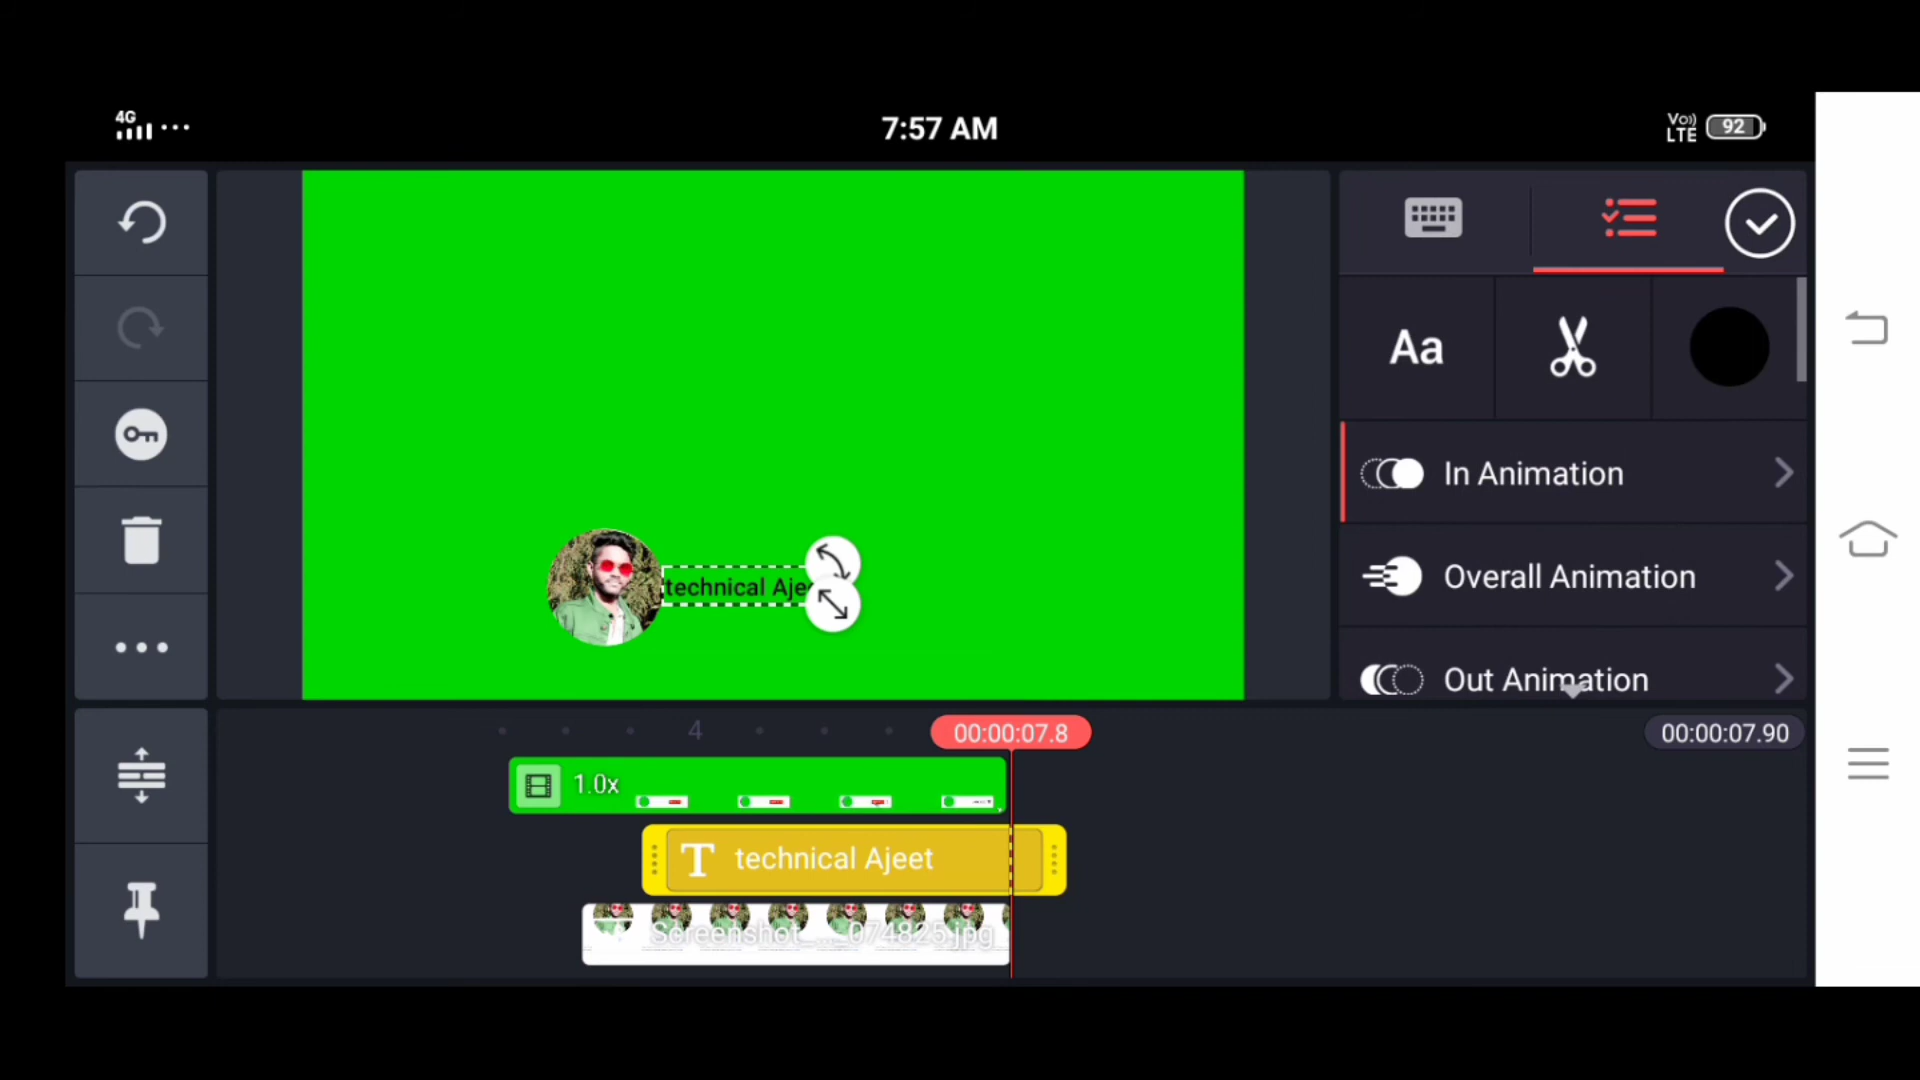 4G
7:57 AM
Vo)) LTE
92
Aa
In Animation
technical Aje
Overall Animation
Out Animation
4
00:00:07.8
00:00:07.90
1.0x
T technical Ajeet
Screenshot_..._074825.jpg